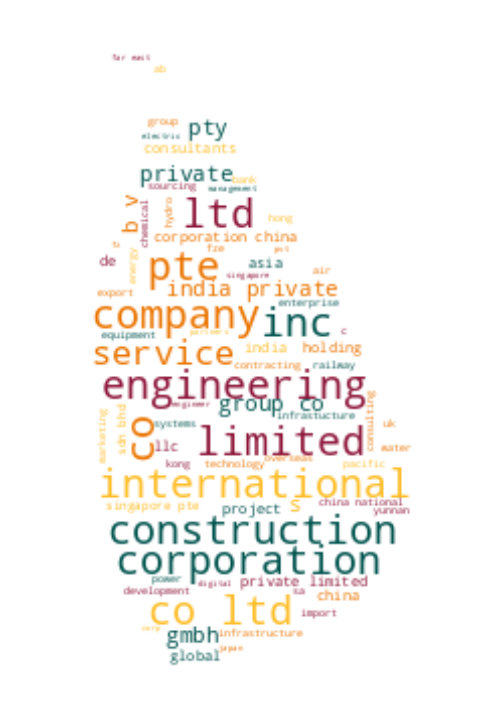 far east
ab
group
pty
electric
consultants
private
bank
sourcing
management
b v
ltd
chemical
hydro
hong
corporation china
e
fze
pvt
de
pte
asia
energy
singapore
air
export
india private
enterprise
company
inc
equipment
partners
c
service
india
holding
contracting
railway
engineering
engineer
group co
infrastucture
marketing
sdn bhd
co
systems
limited
consulting
uk
llc
water
kong
technology
overseas
pacific
international
singapore pte
project
s
china national
yunnan
construction
corporation
power
digital
private limited
development
sa
china
co ltd
import
corp
gmbh
infrastructure
japan
global